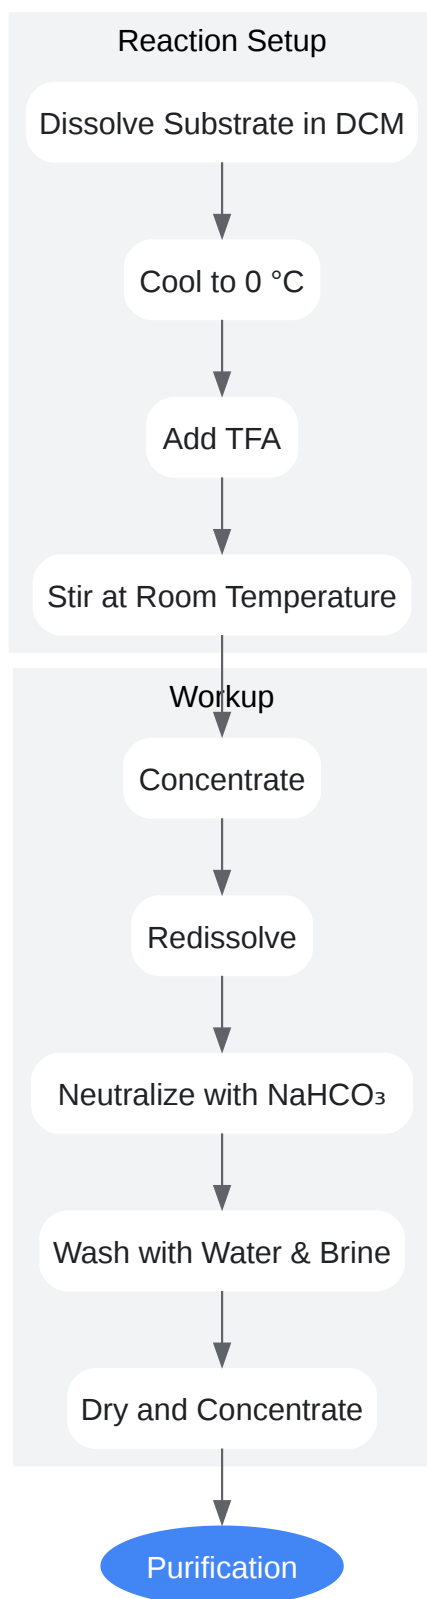 Reaction Setup
Dissolve Substrate in DCM
Cool to 0 °C
Add TFA
Stir at Room Temperature
Workup
Concentrate
Redissolve
Neutralize with NaHCO₃
Wash with Water & Brine
Dry and Concentrate
Purification